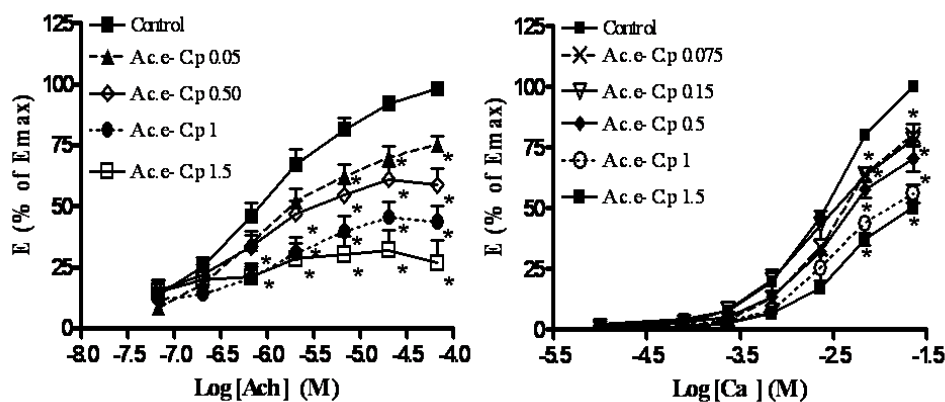 125
100
75
50
25
0
E (% of Emax)
Control
Ac.e- Cp 0.05
Ac.e- Cp 0.50
Ac.e- Cp 1
Ac.e- Cp 1.5
* * * * * * * * * * * * * * *
-8.0 -7.5 -7.0 -6.5 -6.0 -5.5 -5.0 -4.5 -4.0
Log [Ach] (M)
125
100
75
50
25
0
E (% of Emax)
Control
Ac.e- Cp 0.075
Ac.e- Cp 0.15
Ac.e- Cp 0.5
Ac.e- Cp 1
Ac.e- Cp 1.5
* * * * * * * *
-5.5 -4.5 -3.5 -2.5 -1.5
Log [Ca ] (M)